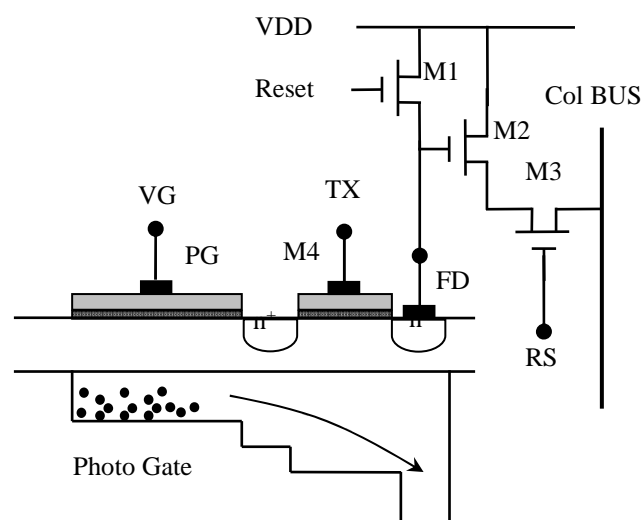 VDD
M1
Reset
Col BUS
M2
M3
VG
TX
PG
M4
FD
n+
n
RS
Photo Gate